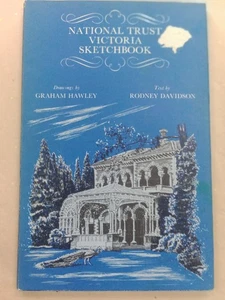 NATIONAL TRUST
VICTORIA
SKETCHBOOK
Drawings by
GRAHAM HAWLEY
Text by
RODNEY DAVIDSON